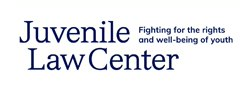 Juvenile
Law Center
Fighting for the rights
and well-being of youth